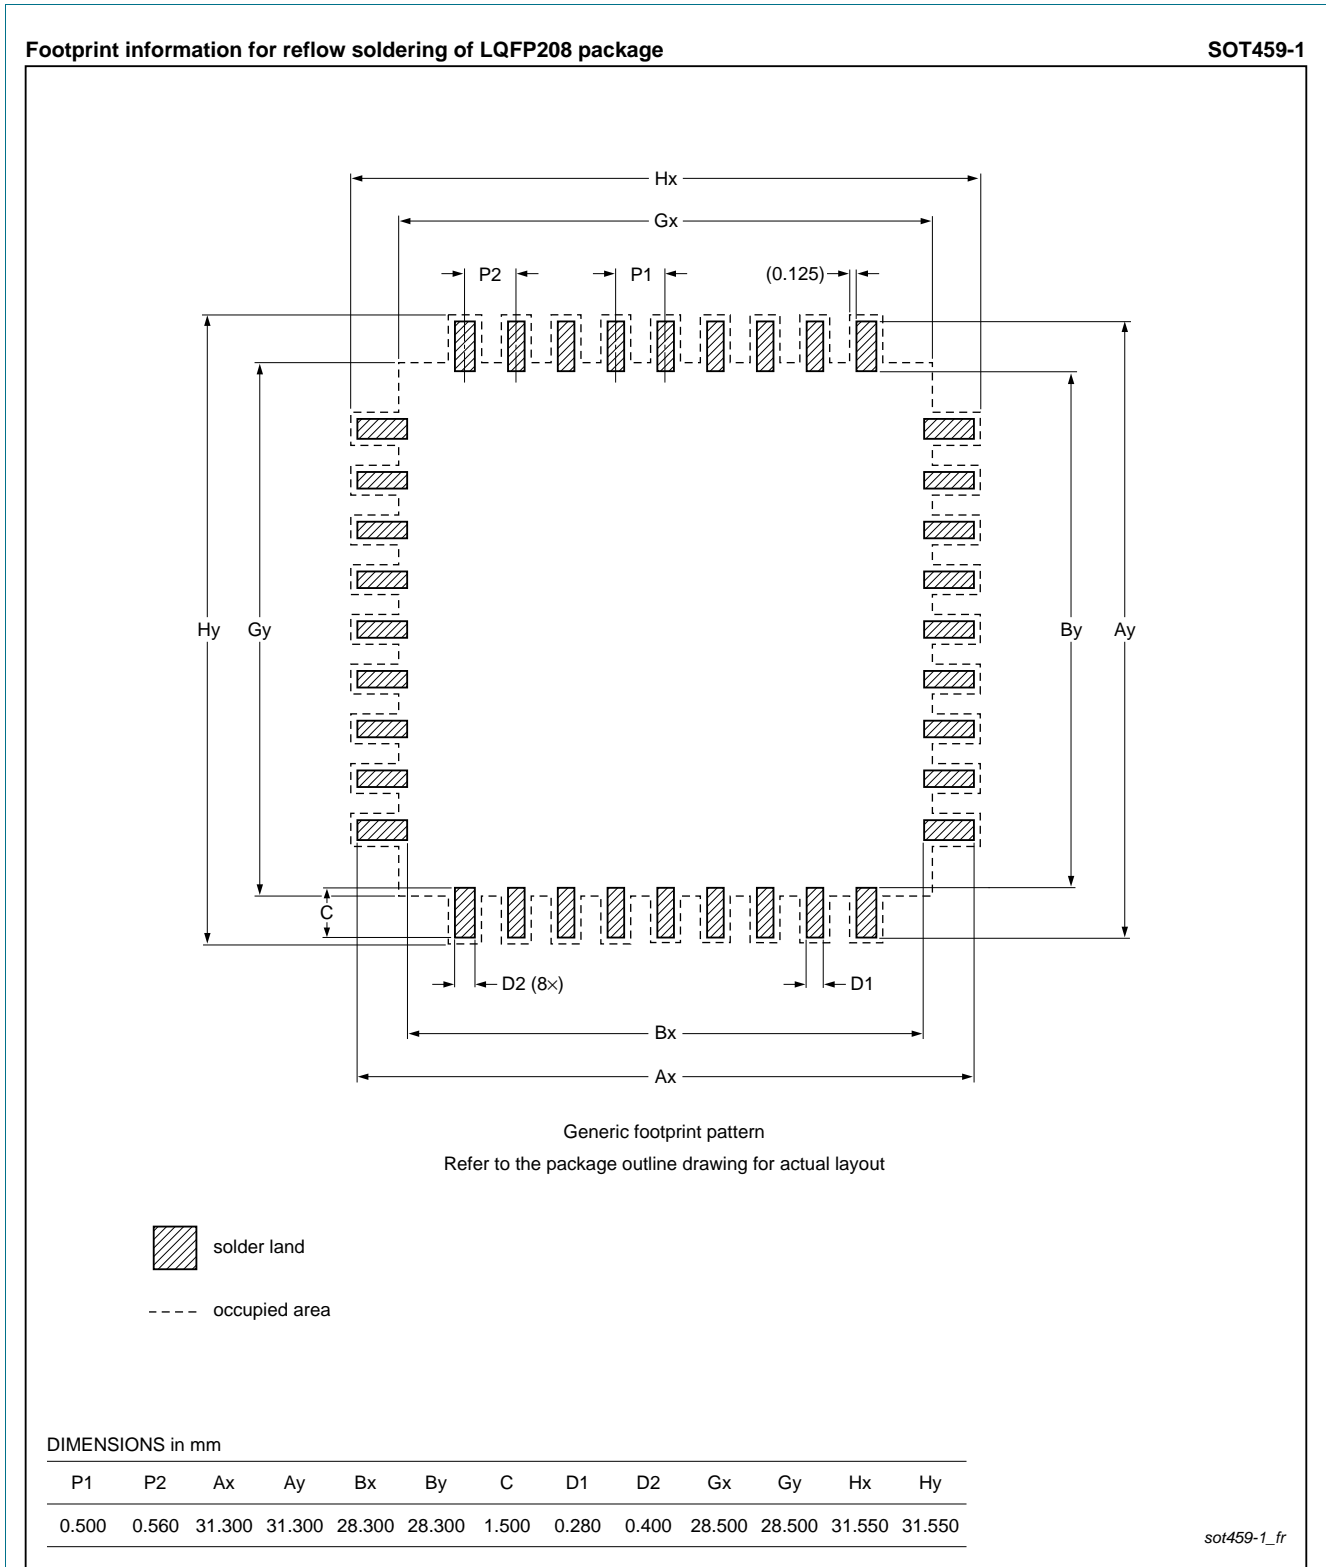 Footprint information for reflow soldering of LQFP208 package SOT459-1
Hx
Gx
P2 P1 (0.125)
Hy Gy By Ay
C
D2 (8×) D1
Bx
Ax
Generic footprint pattern
Refer to the package outline drawing for actual layout
solder land
occupied area
DIMENSIONS in mm
P1 P2 Ax Ay Bx By C D1 D2 Gx Gy Hx Hy
0.500 0.560 31.300 31.300 28.300 28.300 1.500 0.280 0.400 28.500 28.500 31.550 31.550
sot459-1_fr